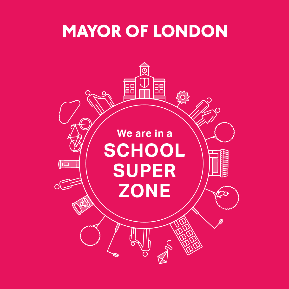 MAYOR OF LONDON
We are in a
SCHOOL
SUPER
ZONE